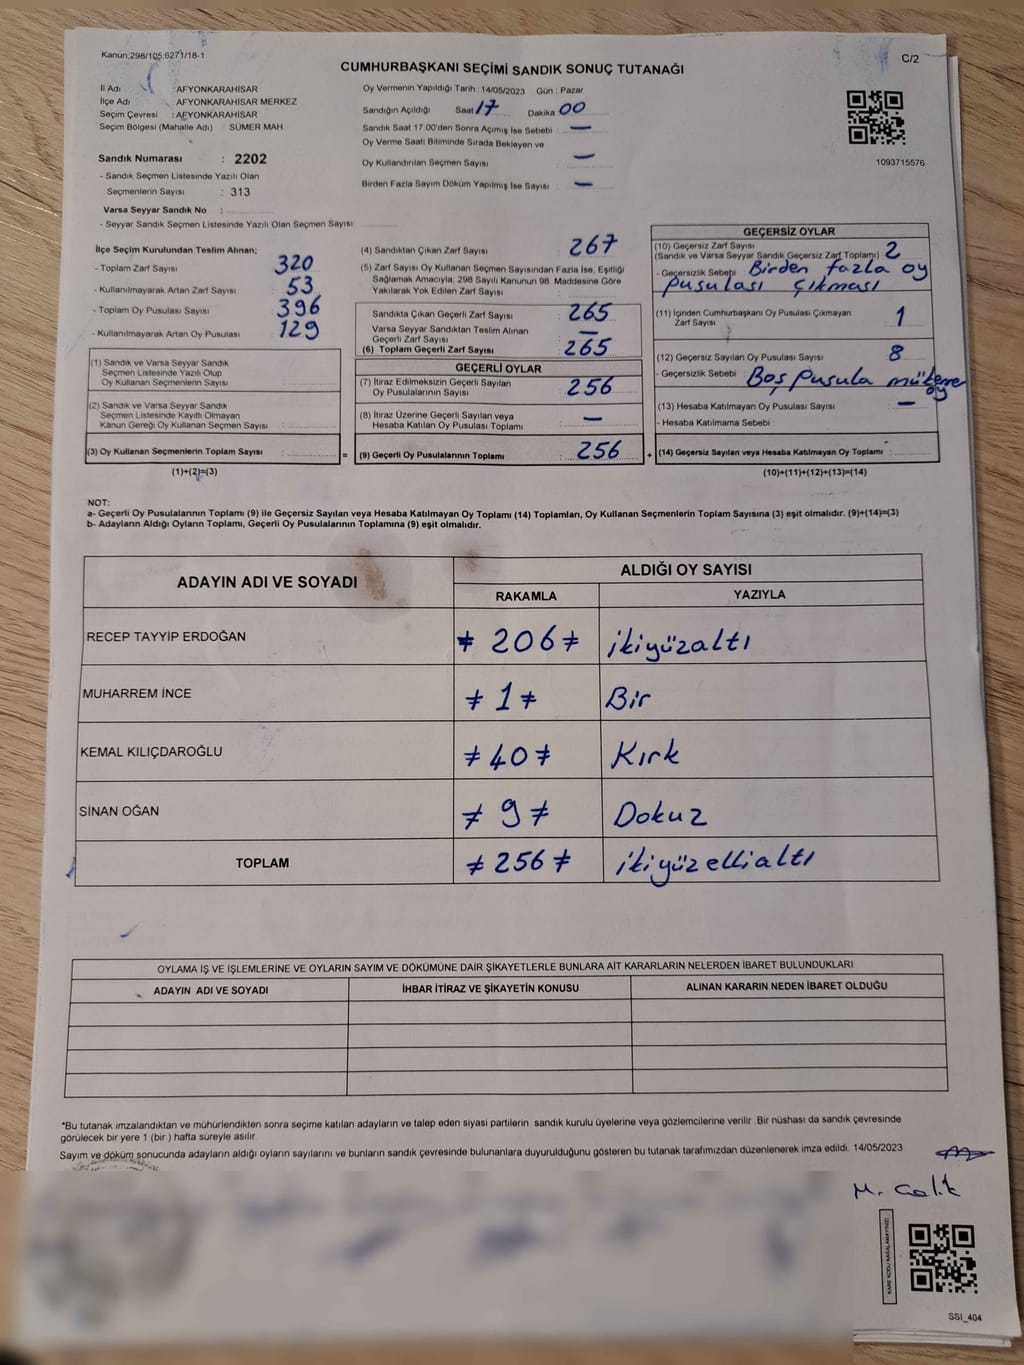 Kanun;298/105,6271/18-1
C/2
CUMHURBAŞKANI SEÇİMİ SANDIK SONUÇ TUTANAĞI
İl Adı : AFYONKARAHİSAR
İlçe Adı AFYONKARAHİSAR MERKEZ
Seçim Çevresi : AFYONKARAHİSAR
Seçim Bölgesi (Mahalle Adı) : SÜMER MAH
Sandık Numarası : 2202
- Sandık Seçmen Listesinde Yazılı Olan
Seçmenlerin Sayısı : 313
Varsa Seyyar Sandık No :
- Seyyar Sandık Seçmen Listesinde Yazılı Olan Seçmen Sayısı
Oy Vermenin Yapıldığı Tarih : 14/05/2023 Gün : Pazar
Sandığın Açıldığı Saat 17 Dakika 00
Sandık Saat 17.00'den Sonra Açımış İse Sebebi : —
Oy Verme Saati Bitiminde Sırada Bekleyen ve
Oy Kullandırılan Seçmen Sayısı : —
Birden Fazla Sayım Döküm Yapılmış İse Sayısı : —
1093715576
İlçe Seçim Kurulundan Teslim Alınan;
- Toplam Zarf Sayısı 320
- Kullanılmayarak Artan Zarf Sayısı : 53
- Toplam Oy Pusulası Sayısı : 396
- Kullanılmayarak Artan Oy Pusulası : 129
(1) Sandık ve Varsa Seyyar Sandık
Seçmen Listesinde Yazılı Olup
Oy Kullanan Seçmenlerin Sayısı :
(2) Sandık ve Varsa Seyyar Sandık
Seçmen Listesinde Kayıtlı Olmayan
Kanun Gereği Oy Kullanan Seçmen Sayısı :
(3) Oy Kullanan Seçmenlerin Toplam Sayısı : =
(1)+(2)=(3)
(4) Sandıktan Çıkan Zarf Sayısı : 267
(5) Zarf Sayısı Oy Kullanan Seçmen Sayısından Fazla İse, Eşitliği
Sağlamak Amacıyla, 298 Sayılı Kanunun 98. Maddesine Göre
Yakılarak Yok Edilen Zarf Sayısı :
Sandıkta Çıkan Geçerli Zarf Sayısı : 265
Varsa Seyyar Sandıktan Teslim Alınan
Geçerli Zarf Sayısı : —
(6) Toplam Geçerli Zarf Sayısı : 265
GEÇERLİ OYLAR
(7) İtiraz Edilmeksizin Geçerli Sayılan
Oy Pusulalarının Sayısı : 256
(8) İtiraz Üzerine Geçerli Sayılan veya
Hesaba Katılan Oy Pusulası Toplamı : —
(9) Geçerli Oy Pusulalarının Toplamı : 256 +
GEÇERSİZ OYLAR
(10) Geçersiz Zarf Sayısı
(Sandık ve Varsa Seyyar Sandık Geçersiz Zarf Toplamı) : 2
- Geçersizlik Sebebi : Birden fazla oy
pusulası çıkması
(11) İçinden Cumhurbaşkanı Oy Pusulası Çıkmayan
Zarf Sayısı : 1
(12) Geçersiz Sayılan Oy Pusulası Sayısı : 8
- Geçersizlik Sebebi : Boş pusula mükerrer
oy
(13) Hesaba Katılmayan Oy Pusulası Sayısı : —
- Hesaba Katılmama Sebebi :
(14) Geçersiz Sayılan veya Hesaba Katılmayan Oy Toplamı :
(10)+(11)+(12)+(13)=(14)
NOT:
a- Geçerli Oy Pusulalarının Toplamı (9) ile Geçersiz Sayılan veya Hesaba Katılmayan Oy Toplamı (14) Toplamları, Oy Kullanan Seçmenlerin Toplam Sayısına (3) eşit olmalıdır. (9)+(14)=(3)
b- Adayların Aldığı Oyların Toplamı, Geçerli Oy Pusulalarının Toplamına (9) eşit olmalıdır.
ADAYIN ADI VE SOYADI ALDIĞI OY SAYISI
RAKAMLA YAZIYLA
RECEP TAYYİP ERDOĞAN ≠ 206 ≠ ikiyüzaltı
MUHARREM İNCE ≠ 1 ≠ Bir
KEMAL KILIÇDAROĞLU ≠ 40 ≠ Kırk
SİNAN OĞAN ≠ 9 ≠ Dokuz
TOPLAM ≠ 256 ≠ ikiyüzellialtı
OYLAMA İŞ VE İŞLEMLERİNE VE OYLARIN SAYIM VE DÖKÜMÜNE DAİR ŞİKAYETLERLE BUNLARA AİT KARARLARIN NELERDEN İBARET BULUNDUKLARI
ADAYIN ADI VE SOYADI İHBAR İTİRAZ VE ŞİKAYETİN KONUSU ALINAN KARARIN NEDEN İBARET OLDUĞU
*Bu tutanak imzalandıktan ve mühürlendikten sonra seçime katılan adayların ve talep eden siyasi partilerin sandık kurulu üyelerine veya gözlemcilerine verilir. Bir nüshası da sandık çevresinde
görülecek bir yere 1 (bir ) hafta süreyle asılır.
Sayım ve döküm sonucunda adayların aldığı oyların sayılarını ve bunların sandık çevresinde bulunanlara duyurulduğunu gösteren bu tutanak tarafımızdan düzenlenerek imza edildi. 14/05/2023
M. Çelik
KARE KODU KARALAMAYINIZ!
SSI_404